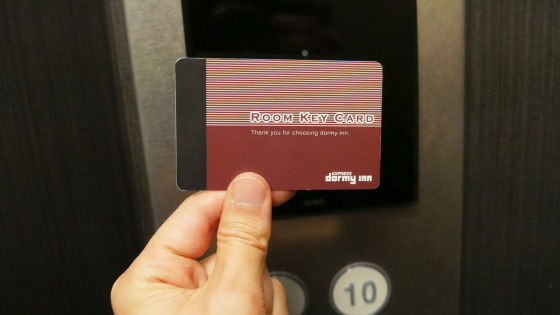 Room Key Card
Thank you for choosing dormy-inn.
EXPRESS
dormy inn
10